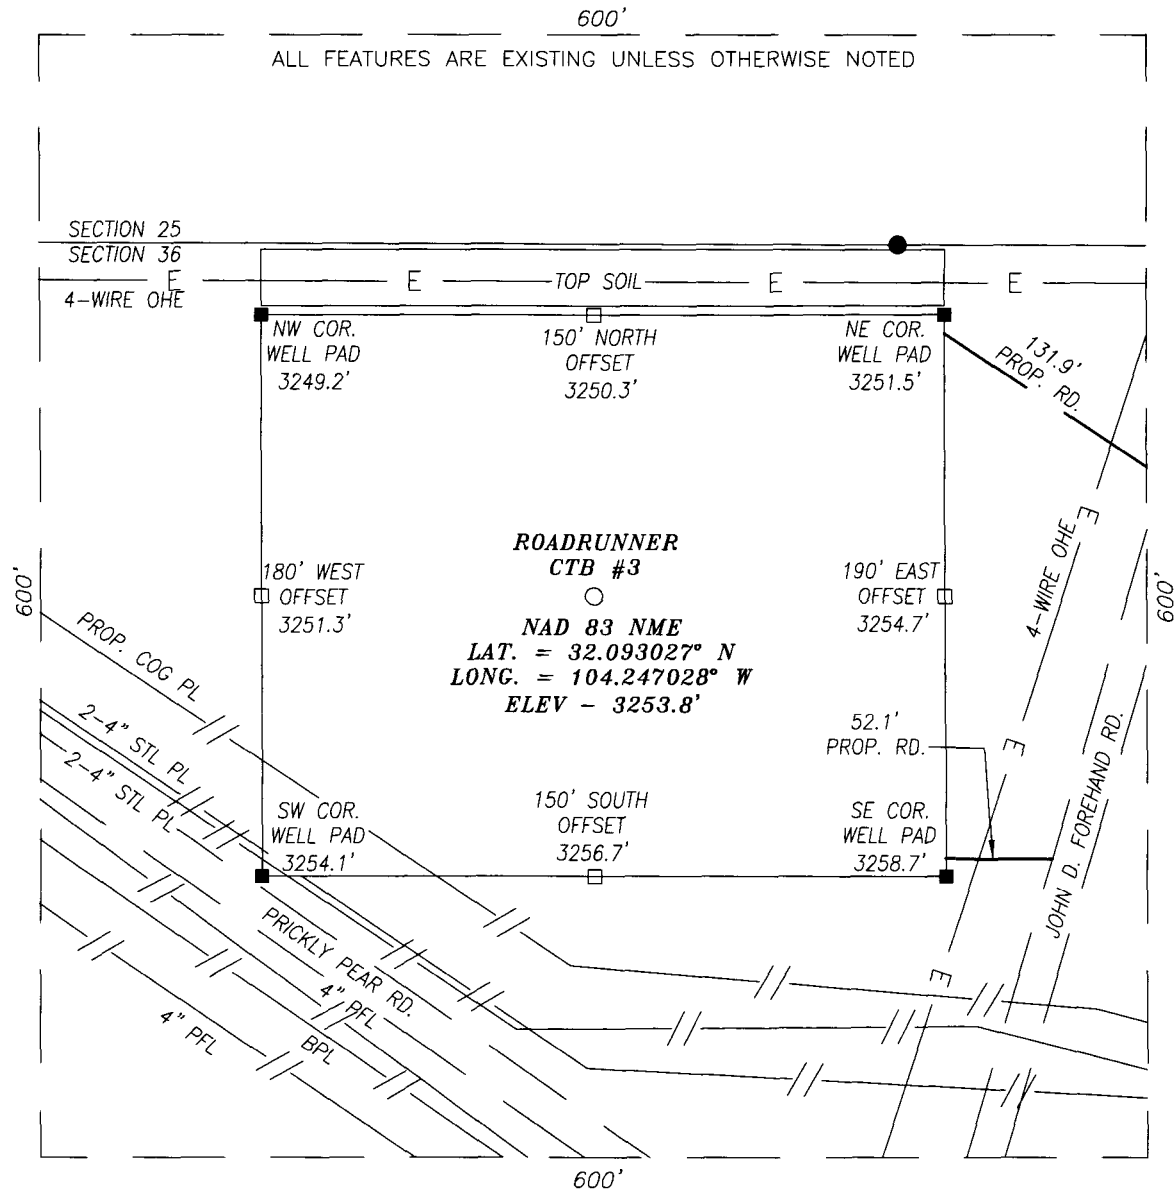 600'
ALL FEATURES ARE EXISTING UNLESS OTHERWISE NOTED
SECTION 25
SECTION 36
E
E
TOP SOIL
E
E
4-WIRE OHE
NW COR.
WELL PAD
3249.2'
150' NORTH
OFFSET
3250.3'
NE COR.
WELL PAD
3251.5'
131.9'
PROP. RD.
ROADRUNNER
CTB #3
NAD 83 NME
LAT. = 32.093027° N
LONG. = 104.247028° W
ELEV - 3253.8'
180' WEST
OFFSET
3251.3'
190' EAST
OFFSET
3254.7'
600'
600'
E
4-WIRE OHE
E
E
JOHN D. FOREHAND RD.
52.1'
PROP. RD.
PROP. COG PL
2-4" STL PL
2-4" STL PL
SW COR.
WELL PAD
3254.1'
150' SOUTH
OFFSET
3256.7'
SE COR.
WELL PAD
3258.7'
PRICKLY PEAR RD.
4" PFL
BPL
4" PFL
600'